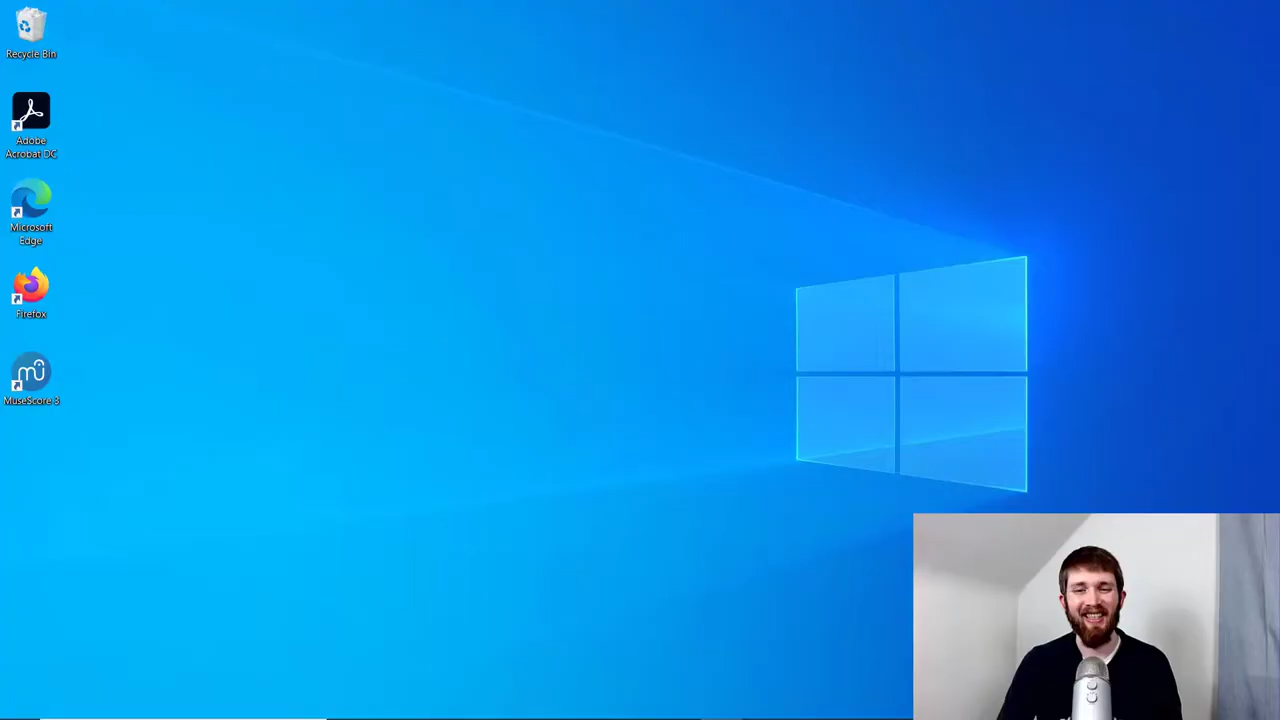 Recycle Bin
Adobe
Acrobat DC
Microsoft
Edge
Firefox
MuseScore 3